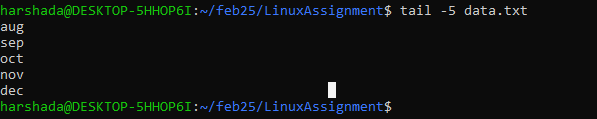 harshada@DESKTOP-5HHOP6I:~/feb25/LinuxAssignment$ tail -5 data.txt
aug
sep
oct
nov
dec
harshada@DESKTOP-5HHOP6I:~/feb25/LinuxAssignment$